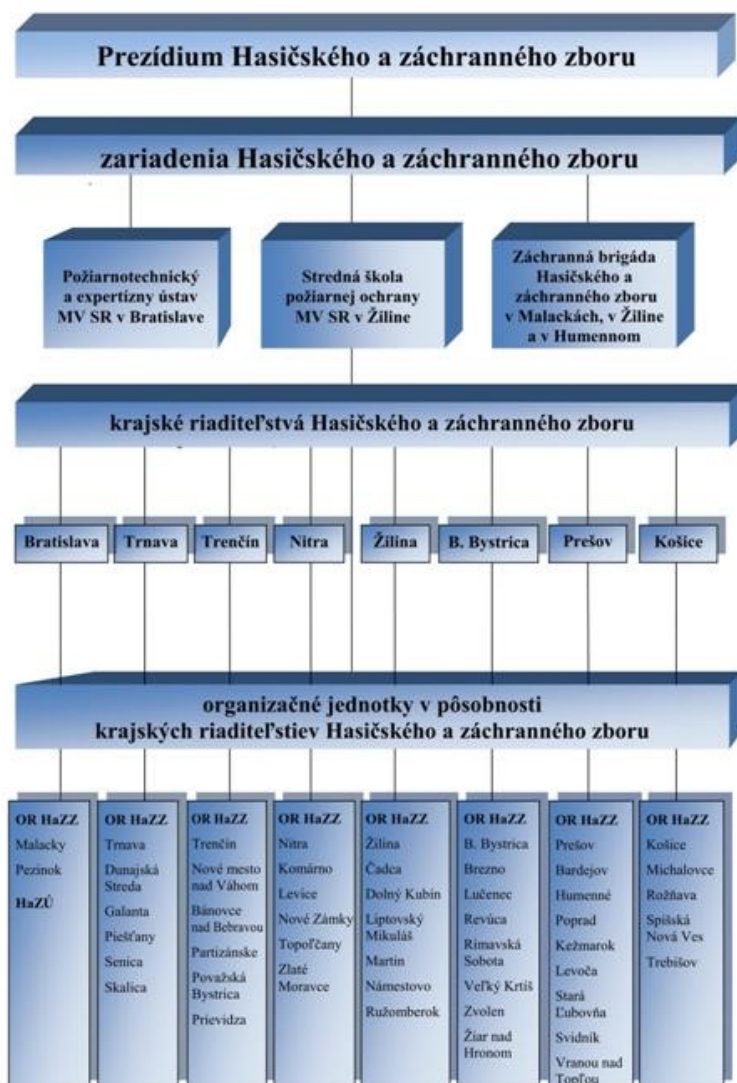 Prezídium Hasičského a záchranného zboru
zariadenia Hasičského a záchranného zboru
Požiarnotechnický
a expertízny ústav
MV SR v Bratislave
Stredná škola
požiarnej ochrany
MV SR v Žiline
Záchranná brigáda
Hasičského a
záchranného zboru
v Malackách, v Žiline
a v Humennom
krajské riaditeľstvá Hasičského a záchranného zboru
Bratislava
Trnava
Trenčín
Nitra
Žilina
B. Bystrica
Prešov
Košice
organizačné jednotky v pôsobnosti
krajských riaditeľstiev Hasičského a záchranného zboru
OR HaZZ
Malacky
Pezinok
HaZÚ
OR HaZZ
Trnava
Dunajská
Streda
Galanta
Piešťany
Senica
Skalica
OR HaZZ
Trenčín
Nové mesto
nad Váhom
Bánovce
nad Bebravou
Partizánske
Považská
Bystrica
Prievidza
OR HaZZ
Nitra
Komárno
Levice
Nové Zámky
Topoľčany
Zlaté
Moravce
OR HaZZ
Žilina
Čadca
Dolný Kubín
Liptovský
Mikuláš
Martin
Námestovo
Ružomberok
OR HaZZ
B. Bystrica
Brezno
Lučenec
Revúca
Rimavská
Sobota
Veľký Krtíš
Zvolen
Žiar nad
Hronom
OR HaZZ
Prešov
Bardejov
Humenné
Poprad
Kežmarok
Levoča
Stará
Ľubovňa
Svidník
Vranou nad
Topľou
OR HaZZ
Košice
Michalovce
Rožňava
Spišská
Nová Ves
Trebišov